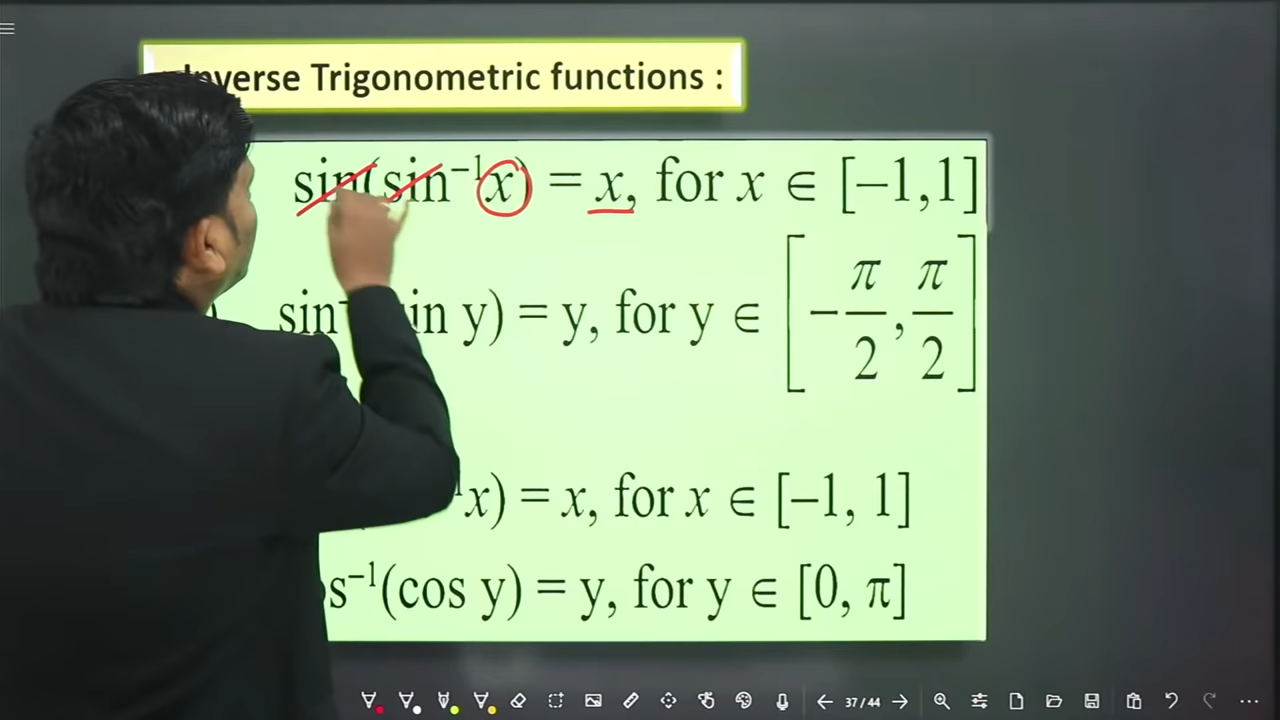 Inverse Trigonometric functions :
sin(sin⁻¹x) = x, for x ∈ [–1,1]
sin y) = y, for y ∈ [–π/2, π/2]
x) = x, for x ∈ [–1, 1]
os⁻¹(cos y) = y, for y ∈ [0, π]
37 / 44